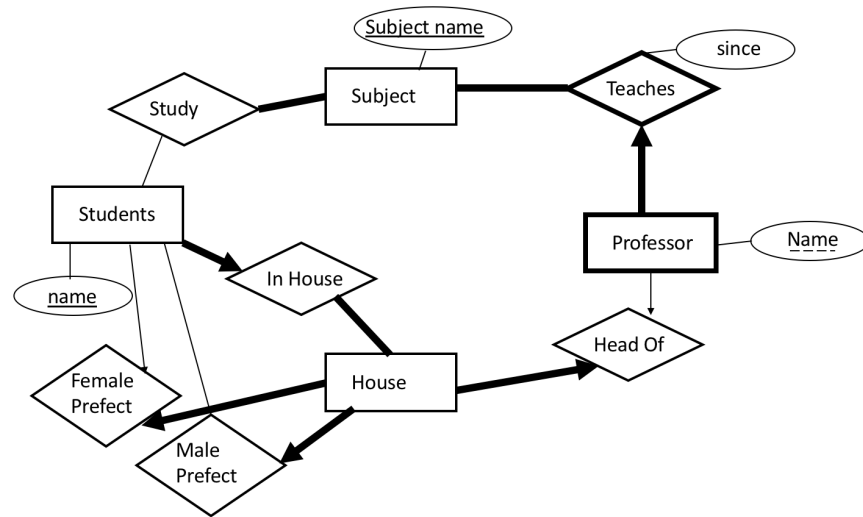 Subject name
since
Study
Subject
Teaches
Students
Professor
Name
In House
name
Head Of
Female
Prefect
House
Male
Prefect